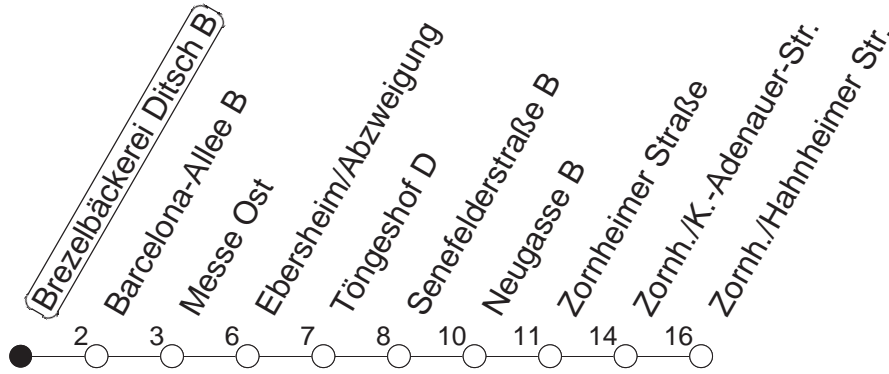 Brezelbäckerei Ditsch B
Barcelona-Allee B
Messe Ost
Ebersheim/Abzweigung
Töngeshof D
Senefelderstraße B
Neugasse B
Zornheimer Straße
Zornh./K.-Adenauer-Str.
Zornh./Hahnheimer Str.
2 3 6 7 8 10 11 14 16